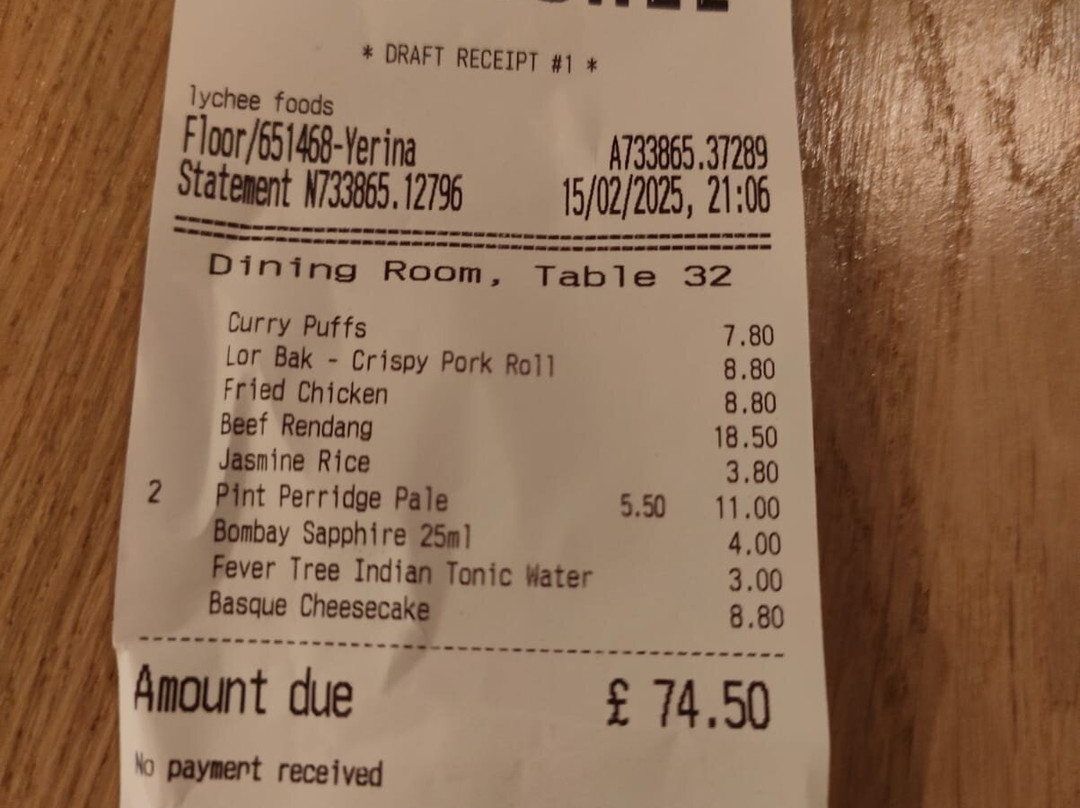 * DRAFT RECEIPT #1 *
lychee foods
Floor/651468-Yerina A733865.37289
Statement N733865.12796 15/02/2025, 21:06
Dining Room, Table 32
Curry Puffs 7.80
Lor Bak - Crispy Pork Roll 8.80
Fried Chicken 8.80
Beef Rendang 18.50
Jasmine Rice 3.80
2 Pint Perridge Pale 5.50 11.00
Bombay Sapphire 25ml 4.00
Fever Tree Indian Tonic Water 3.00
Basque Cheesecake 8.80
Amount due £ 74.50
No payment received